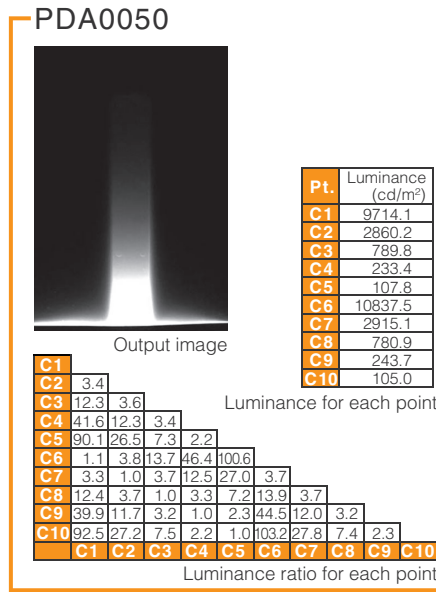 PDA0050
Output image
Pt. Luminance (cd/m²)
C1 9714.1
C2 2860.2
C3 789.8
C4 233.4
C5 107.8
C6 10837.5
C7 2915.1
C8 780.9
C9 243.7
C10 105.0
Luminance for each point
C1
C2 3.4
C3 12.3 3.6
C4 41.6 12.3 3.4
C5 90.1 26.5 7.3 2.2
C6 1.1 3.8 13.7 46.4 100.6
C7 3.3 1.0 3.7 12.5 27.0 3.7
C8 12.4 3.7 1.0 3.3 7.2 13.9 3.7
C9 39.9 11.7 3.2 1.0 2.3 44.5 12.0 3.2
C10 92.5 27.2 7.5 2.2 1.0 103.2 27.8 7.4 2.3
C1 C2 C3 C4 C5 C6 C7 C8 C9 C10
Luminance ratio for each point